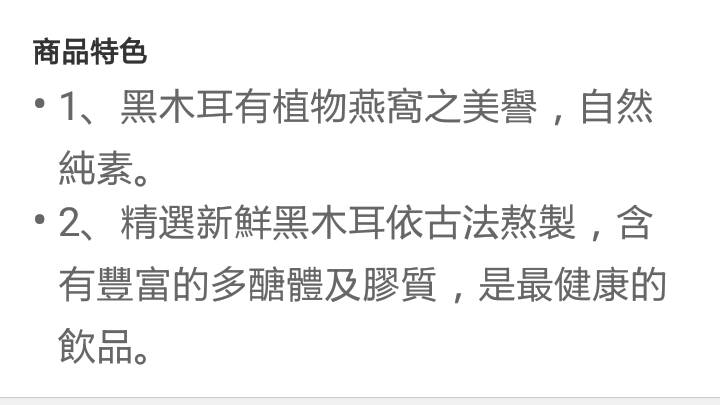 商品特色
• 1、黑木耳有植物燕窩之美譽，自然
純素。
• 2、精選新鮮黑木耳依古法熬製，含
有豐富的多醣體及膠質，是最健康的
飲品。